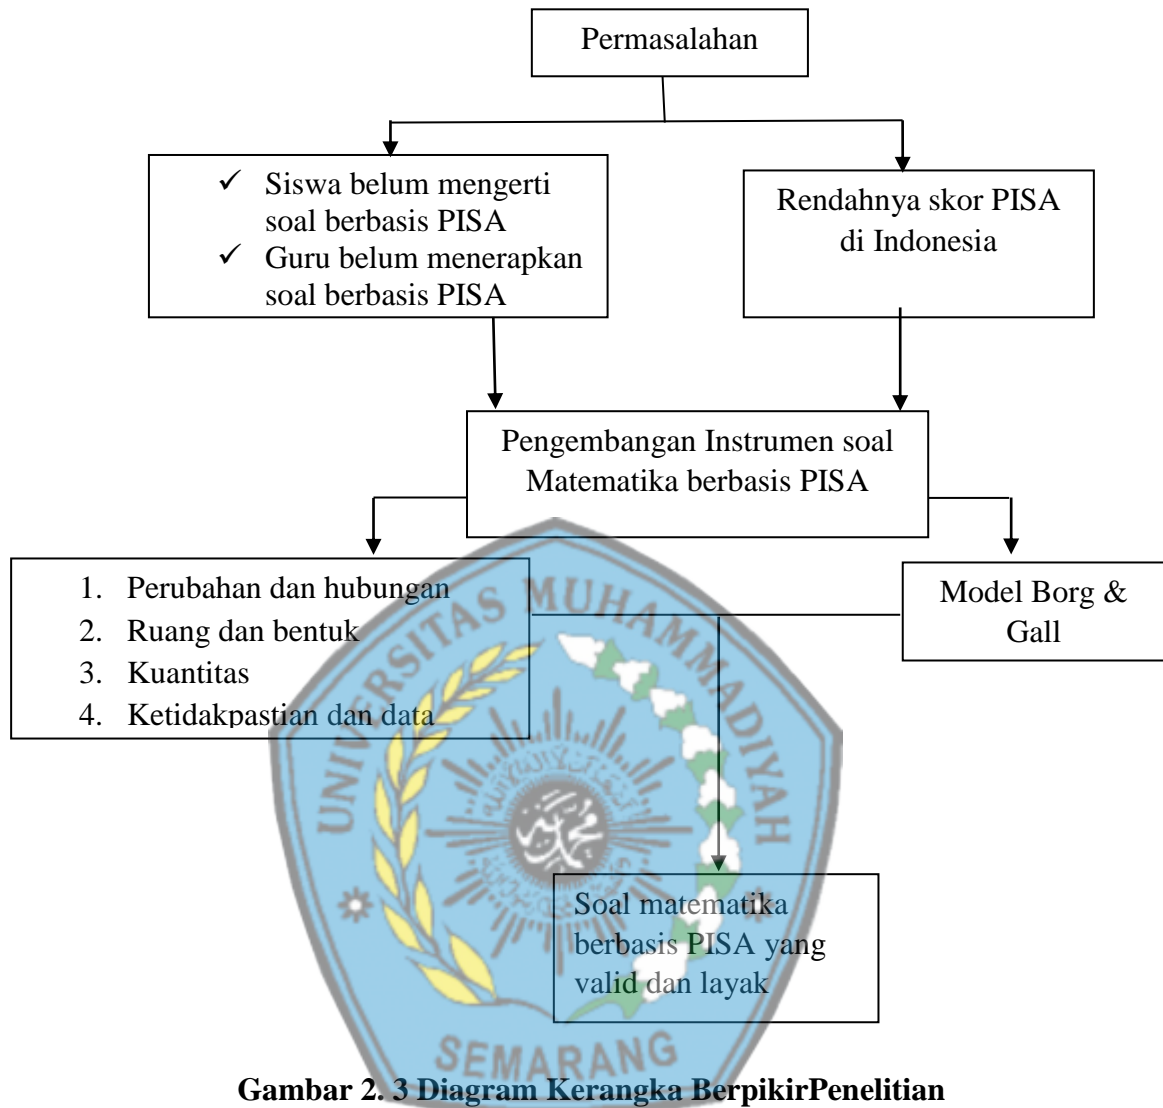 Permasalahan
✓ Siswa belum mengerti
soal berbasis PISA
✓ Guru belum menerapkan
soal berbasis PISA
Rendahnya skor PISA
di Indonesia
Pengembangan Instrumen soal
Matematika berbasis PISA
1. Perubahan dan hubungan
2. Ruang dan bentuk
3. Kuantitas
4. Ketidakpastian dan data
Model Borg &
Gall
UNIVERSITAS MUHAMMADIYAH
Soal matematika
berbasis PISA yang
valid dan layak
SEMARANG
Gambar 2. 3 Diagram Kerangka BerpikirPenelitian